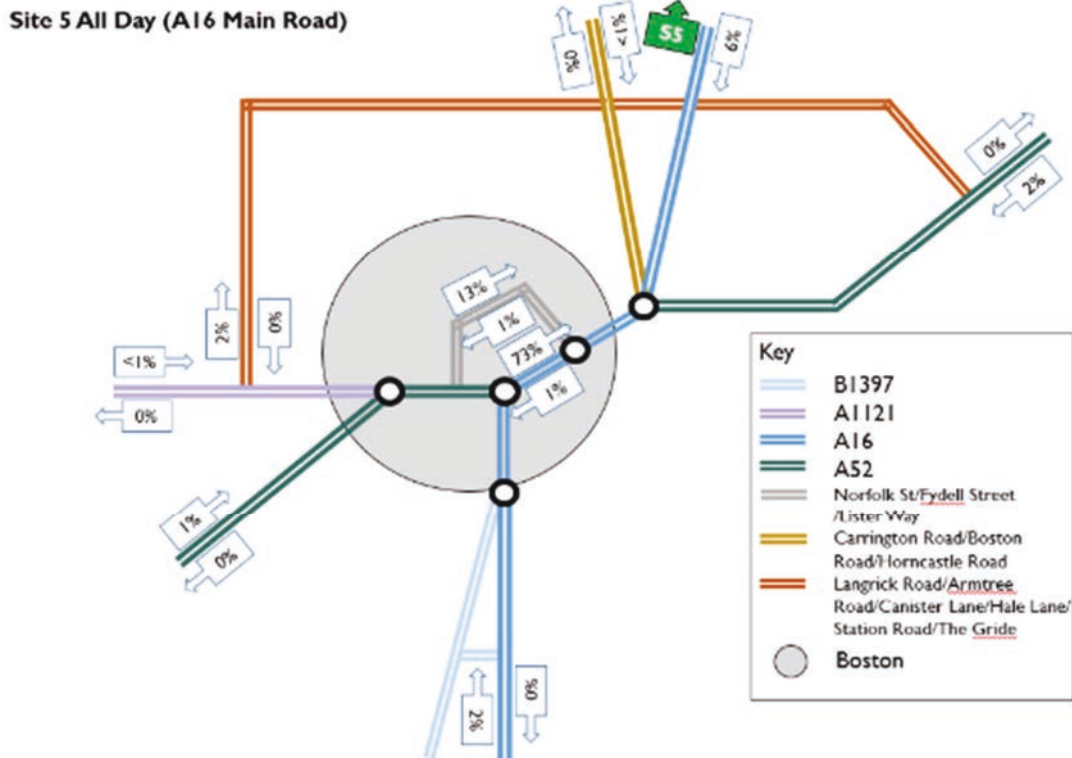 Site 5 All Day (A16 Main Road)
0%
<1%
S5
0%
2%
13%
1%
73%
1%
2%
0%
<1%
0%
1%
0%
2%
0%
Key
B1397
A1121
A16
A52
Norfolk St/Fydell Street
/Lister Way
Carrington Road/Boston
Road/Horncastle Road
Langrick Road/Armtree
Road/Canister Lane/Hale Lane/
Station Road/The Gride
Boston